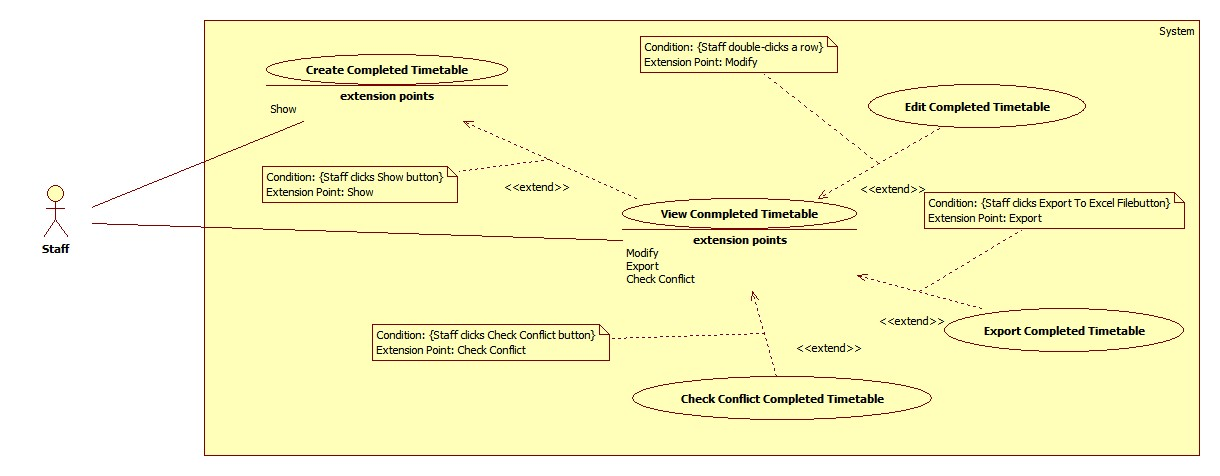 System
Condition: {Staff double-clicks a row}
Extension Point: Modify
Create Completed Timetable
extension points
Show
Edit Completed Timetable
Condition: {Staff clicks Show button}
Extension Point: Show
<<extend>>
<<extend>>
Condition: {Staff clicks Export To Excel Filebutton}
Extension Point: Export
Staff
View Conmpleted Timetable
extension points
Modify
Export
Check Conflict
<<extend>>
Export Completed Timetable
Condition: {Staff clicks Check Conflict button}
Extension Point: Check Conflict
<<extend>>
Check Conflict Completed Timetable